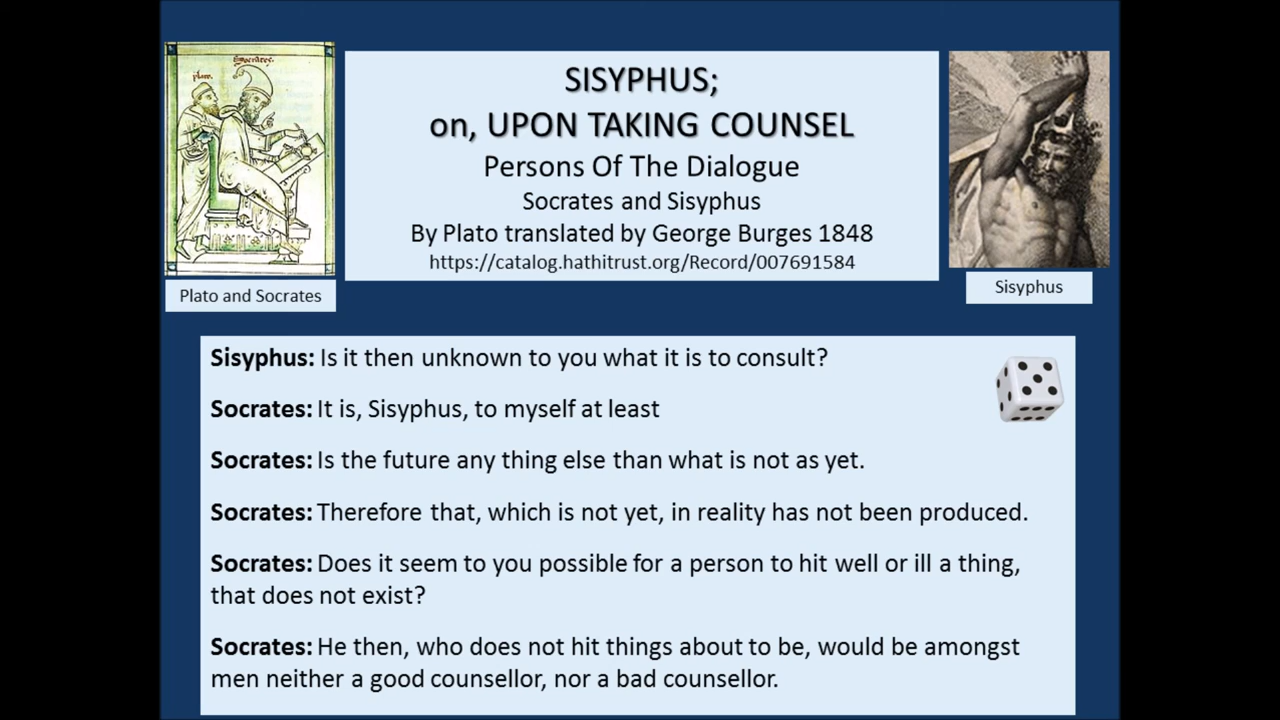 plato.
Socrates.
Plato and Socrates
SISYPHUS;
on, UPON TAKING COUNSEL
Persons Of The Dialogue
Socrates and Sisyphus
By Plato translated by George Burges 1848
https://catalog.hathitrust.org/Record/007691584
Sisyphus
Sisyphus: Is it then unknown to you what it is to consult?
Socrates: It is, Sisyphus, to myself at least
Socrates: Is the future any thing else than what is not as yet.
Socrates: Therefore that, which is not yet, in reality has not been produced.
Socrates: Does it seem to you possible for a person to hit well or ill a thing,
that does not exist?
Socrates: He then, who does not hit things about to be, would be amongst
men neither a good counsellor, nor a bad counsellor.